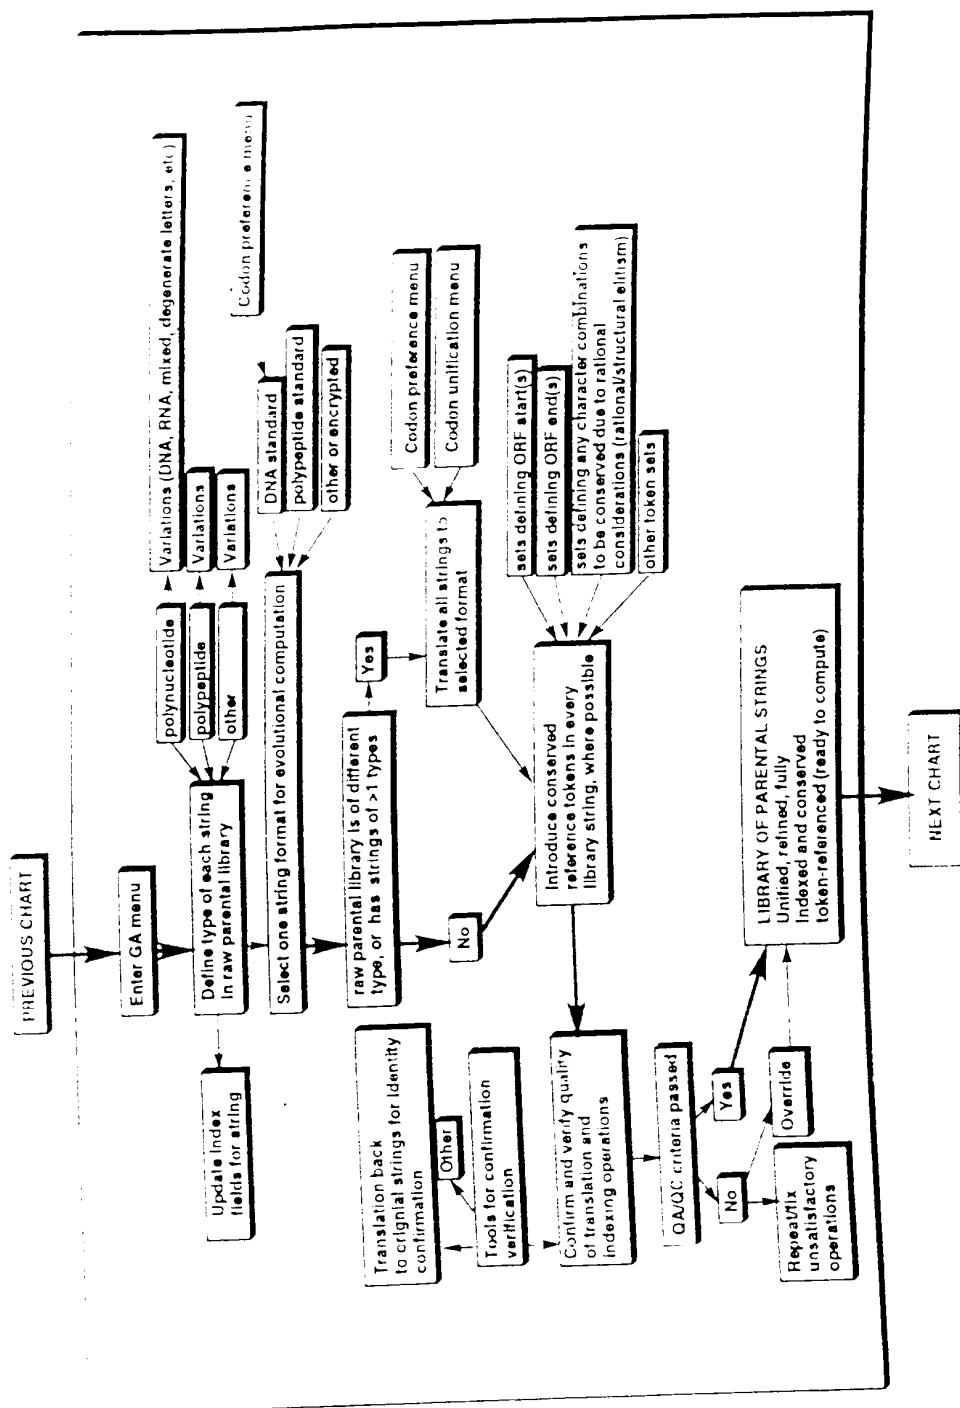 PREVIOUS CHART
Enter GA menu
Define type of each string
in raw parental library
polynucleotide
polypeptide
other
Variations (DNA, RNA, mixed, degenerate letters, etc)
Variations
Variations
Update index
fields for string
Select one string format for evolutional computation
DNA standard
polypeptide standard
other or encrypted
Codon preference menu
raw parental library is of different
type, or has strings of >1 types
Yes
No
Translate all strings to
selected format
Codon preference menu
Codon unification menu
Introduce conserved
reference tokens in every
library string, where possible
sets defining ORF start(s)
sets defining ORF end(s)
sets defining any character combinations
to be conserved due to rational
considerations (rational/structural elitism)
other token sets
Translation back
to original strings for identity
confirmation
Other
Tools for confirmation
verification
Confirm and verify quality
of translation and
indexing operations
QA/QC criteria passed
Yes
No
Override
Repeat/fix
unsatisfactory
operations
LIBRARY OF PARENTAL STRINGS
Unified, refined, fully
Indexed and conserved
token-referenced (ready to compute)
NEXT CHART